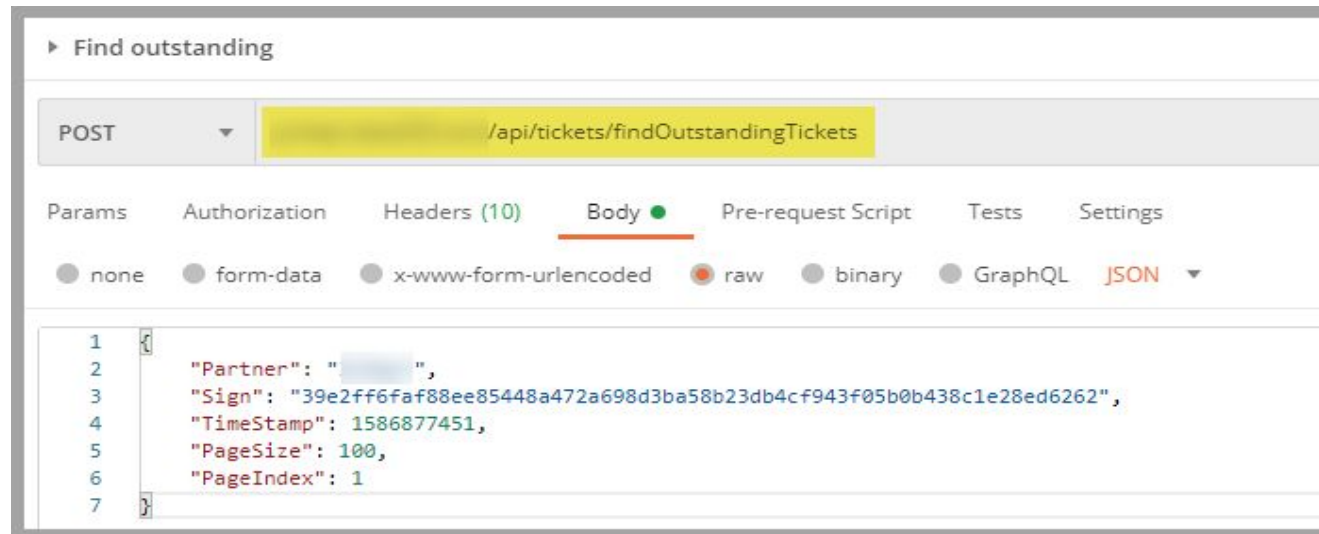 Find outstanding
POST /api/tickets/findOutstandingTickets
Params Authorization Headers (10) Body Pre-request Script Tests Settings
none form-data x-www-form-urlencoded raw binary GraphQL JSON
1 {
2 "Partner": " ",
3 "Sign": "39e2ff6faf88ee85448a472a698d3ba58b23db4cf943f05b0b438c1e28ed6262",
4 "TimeStamp": 1586877451,
5 "PageSize": 100,
6 "PageIndex": 1
7 }